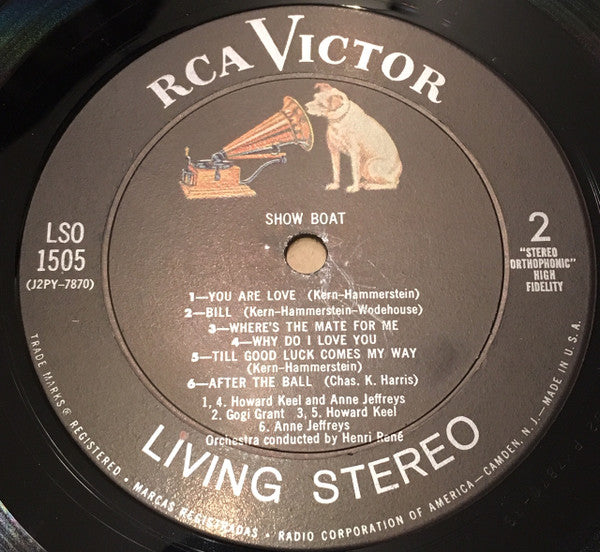 RCA VICTOR
SHOW BOAT
LSO
1505
(J2PY-7870)
2
"STEREO
ORTHOPHONIC"
HIGH
FIDELITY
1—YOU ARE LOVE (Kern-Hammerstein)
2—BILL (Kern-Hammerstein-Wodehouse)
3—WHERE'S THE MATE FOR ME
4—WHY DO I LOVE YOU
5—TILL GOOD LUCK COMES MY WAY
(Kern-Hammerstein)
6—AFTER THE BALL (Chas. K. Harris)
1, 4. Howard Keel and Anne Jeffreys
2. Gogi Grant 3, 5. Howard Keel
6. Anne Jeffreys
Orchestra conducted by Henri René
LIVING STEREO
TRADE MARKS ® REGISTERED • MARCAS REGISTRADAS • RADIO CORPORATION OF AMERICA—CAMDEN, N. J.—MADE IN U. S. A.